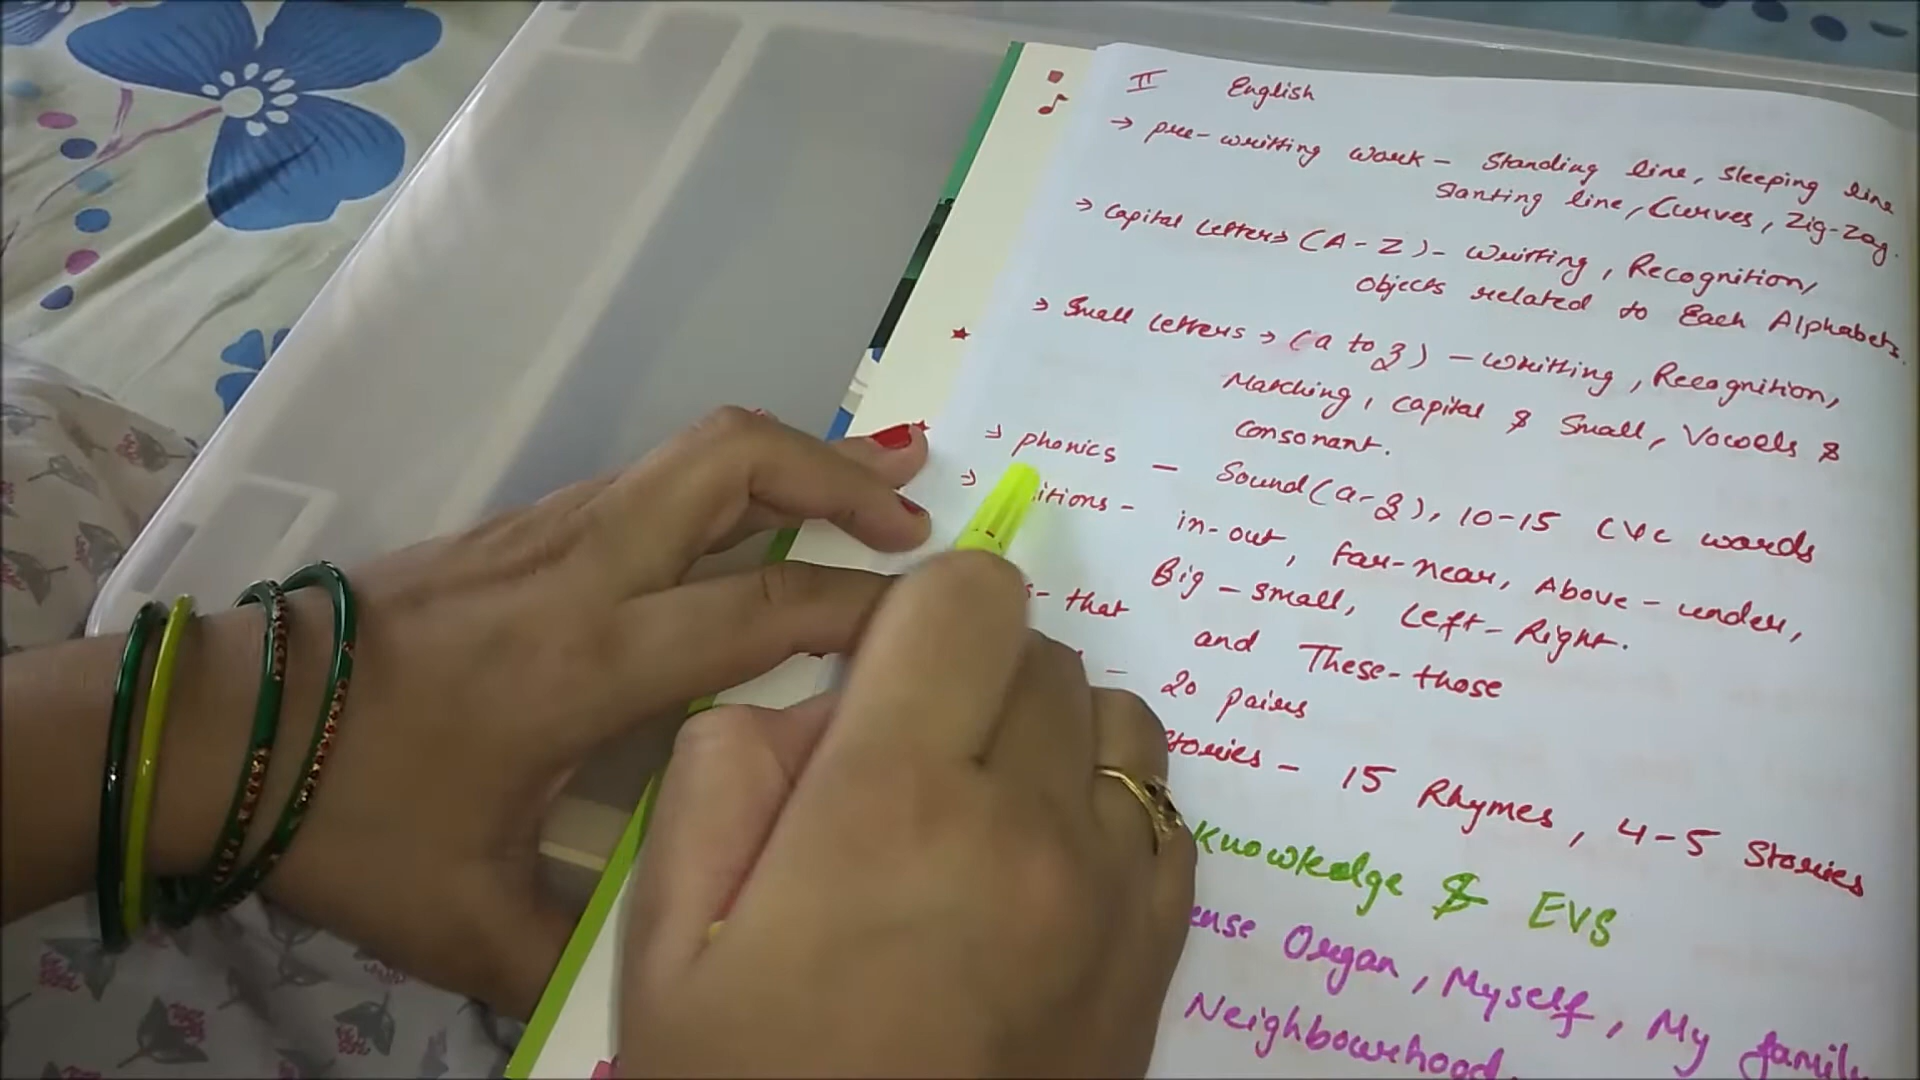 II English
→ pre-writting work - Standing line, Sleeping line
Slanting line, Curves, Zig-Zag.
→ Capital Letters (A - Z) - Writting, Recognition,
Objects related to Each Alphabets.
→ Small Letters → (a to z) - writting, Recognition,
Matching, Capital & Small, Vowels &
Consonant.
→ phonics - Sound (a-z), 10-15 CVC words
→ itions - in-out, Far-near, Above-under,
Big-small, Left-Right.
s-that and These-those
- 20 pairs
Stories - 15 Rhymes, 4-5 Stories
Knowledge & EVS
ense Organ, Myself, My family
Neighbourhood.